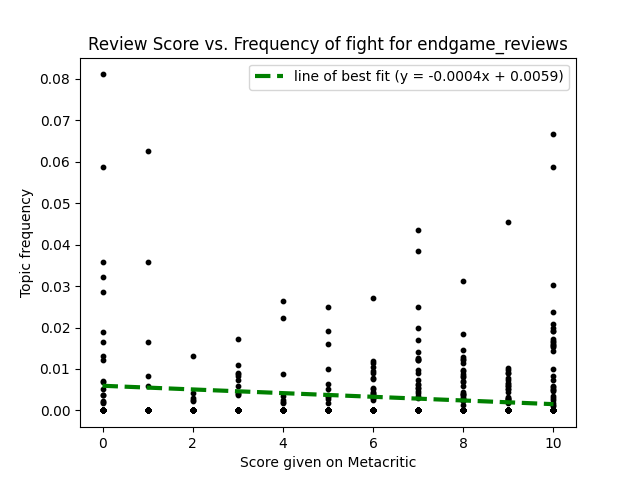 Review Score vs. Frequency of fight for endgame_reviews
line of best fit (y = -0.0004x + 0.0059)
0.08
0.07
0.06
0.05
0.04
0.03
0.02
0.01
0.00
Topic frequency
0 2 4 6 8 10
Score given on Metacritic